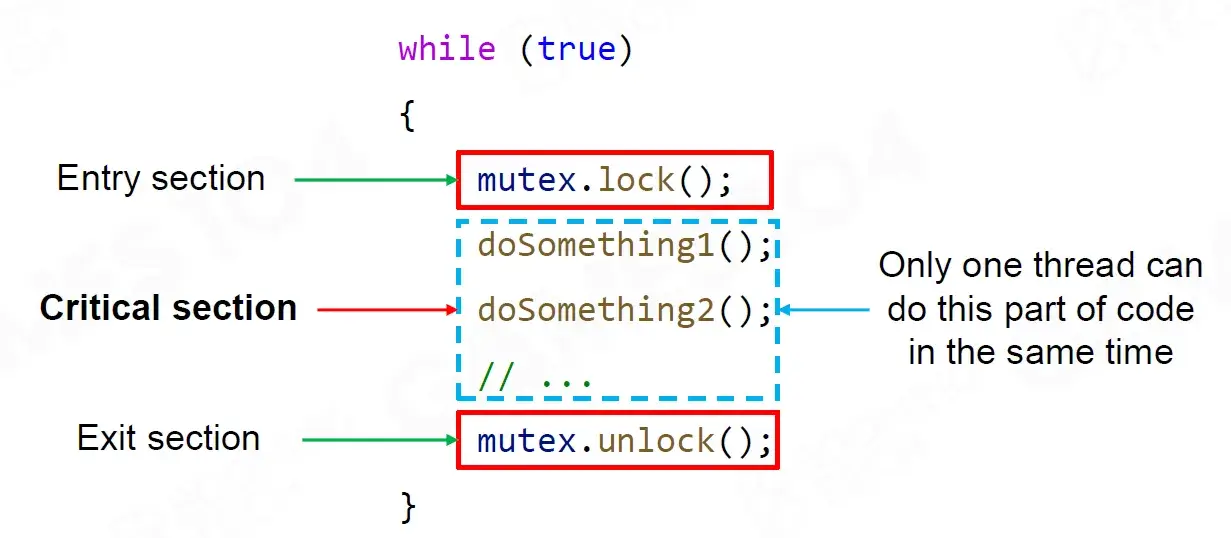 while (true)
{
Entry section
mutex.lock();
doSomething1();
Critical section
doSomething2();
Only one thread can
do this part of code
in the same time
// ...
Exit section
mutex.unlock();
}